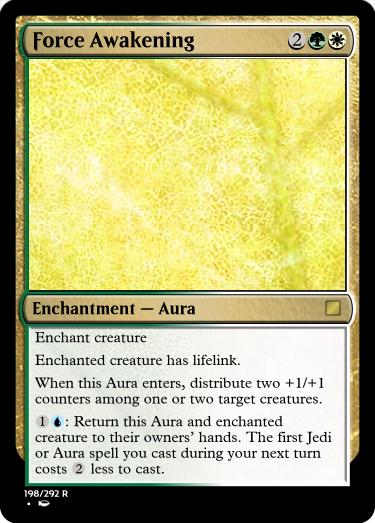 Force Awakening 2
Enchantment — Aura
Enchant creature
Enchanted creature has lifelink.
When this Aura enters, distribute two +1/+1
counters among one or two target creatures.
1 : Return this Aura and enchanted
creature to their owners’ hands. The first Jedi
or Aura spell you cast during your next turn
costs 2 less to cast.
198/292 R